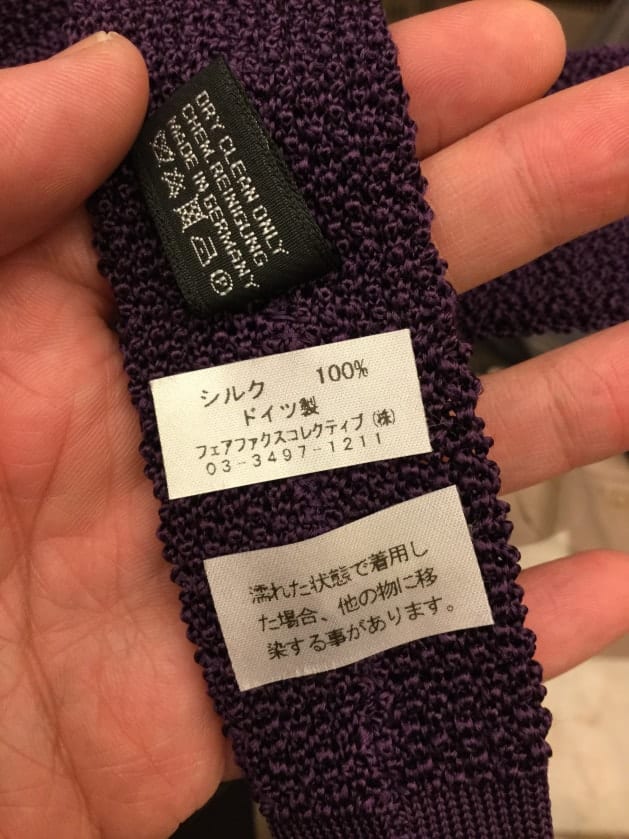 DRY CLEAN ONLY
CHEM. REINIGUNG
MADE IN GERMANY
P
シルク 100%
ドイツ製
フェアファクスコレクティブ(株)
03-3497-1211
濡れた状態で着用し
た場合、他の物に移
染する事があります。